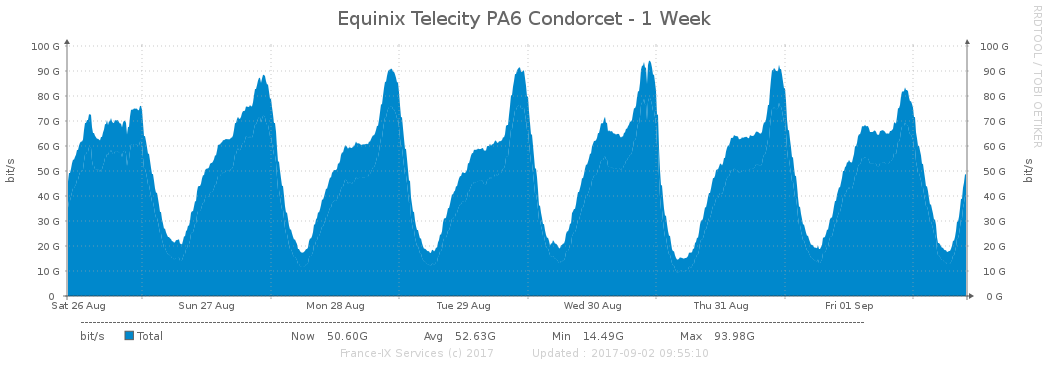 Equinix Telecity PA6 Condorcet - 1 Week
RRDTOOL / TOBI OETIKER
100 G 100 G
90 G 90 G
80 G 80 G
70 G 70 G
60 G 60 G
50 G 50 G
40 G 40 G
30 G 30 G
20 G 20 G
10 G 10 G
0 0 G
bit/s bit/s
Sat 26 Aug Sun 27 Aug Mon 28 Aug Tue 29 Aug Wed 30 Aug Thu 31 Aug Fri 01 Sep
bit/s Total Now 50.60G Avg 52.63G Min 14.49G Max 93.98G
France-IX Services (c) 2017 Updated : 2017-09-02 09:55:10